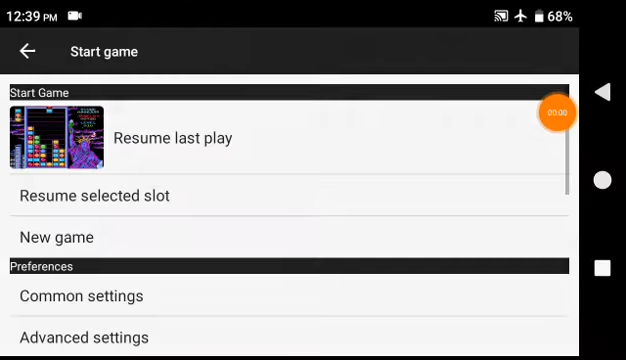 12:39 PM
68%
Start game
Start Game
00:00
Resume last play
Resume selected slot
New game
Preferences
Common settings
Advanced settings